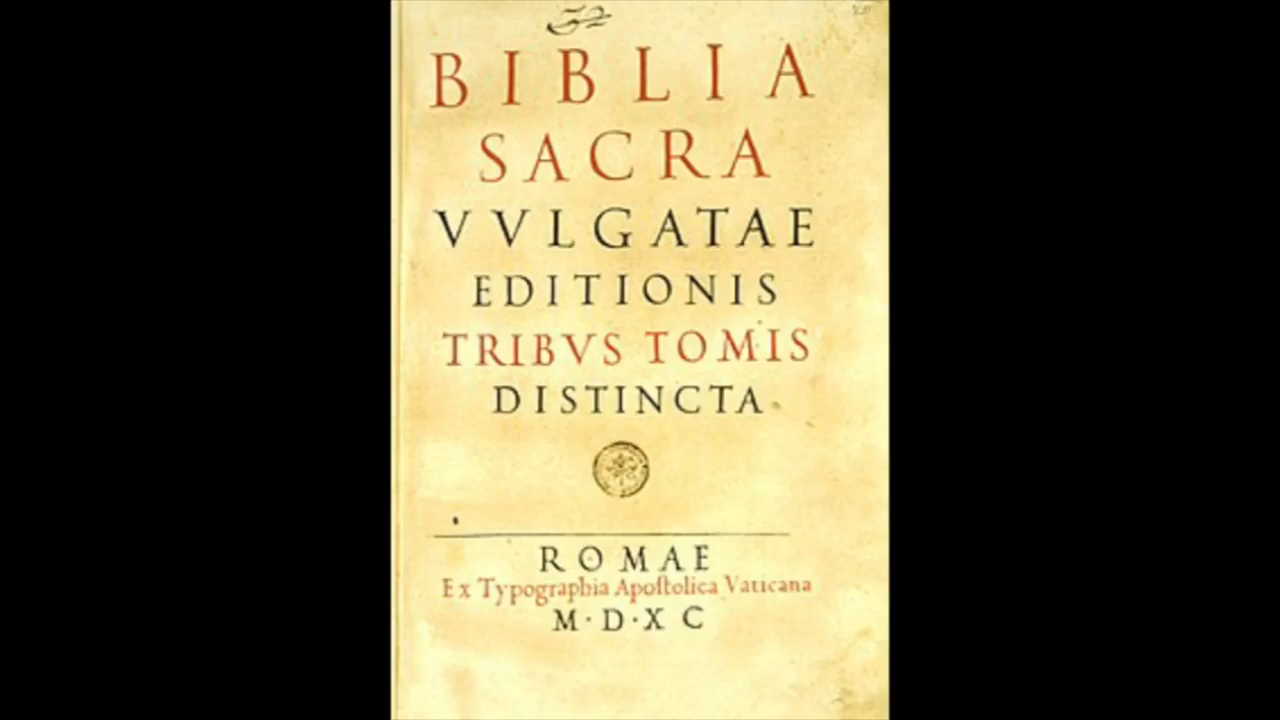 BIBLIA
SACRA
VVLGATAE
EDITIONIS
TRIBVS TOMIS
DISTINCTA
ROMAE
Ex Typographia Apoſtolica Vaticana
M·D·XC